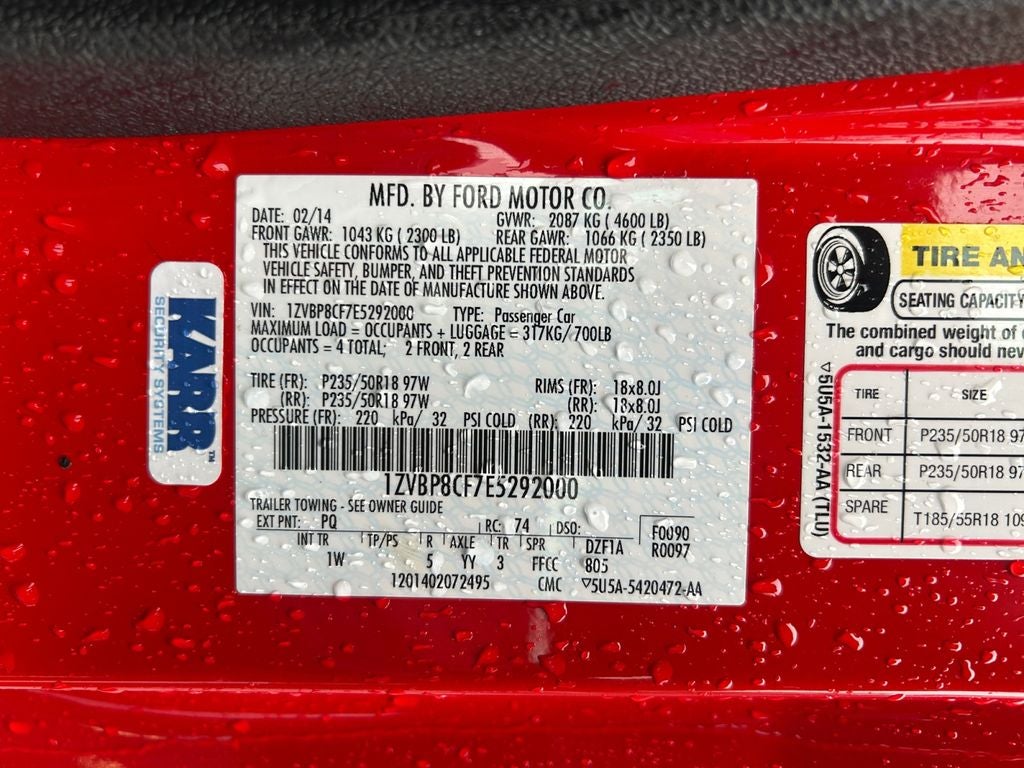 MFD. BY FORD MOTOR CO.
DATE: 02/14 GVWR: 2087 KG ( 4600 LB)
FRONT GAWR: 1043 KG ( 2300 LB) REAR GAWR: 1066 KG ( 2350 LB)
THIS VEHICLE CONFORMS TO ALL APPLICABLE FEDERAL MOTOR
VEHICLE SAFETY, BUMPER, AND THEFT PREVENTION STANDARDS
IN EFFECT ON THE DATE OF MANUFACTURE SHOWN ABOVE.
VIN: 1ZVBP8CF7E5292000 TYPE: Passenger Car
MAXIMUM LOAD = OCCUPANTS + LUGGAGE = 317KG/700LB
OCCUPANTS = 4 TOTAL; 2 FRONT, 2 REAR
TIRE (FR): P235/50R18 97W RIMS (FR): 18x8.0J
(RR): P235/50R18 97W (RR): 18x8.0J
PRESSURE (FR): 220 kPa/ 32 PSI COLD (RR): 220 kPa/ 32 PSI COLD
1ZVBP8CF7E5292000
TRAILER TOWING - SEE OWNER GUIDE
EXT PNT: PQ RC: 74 DSO: F0090
INT TR TP/PS R AXLE TR SPR DZF1A R0097
1W 5 YY 3 FFCC 805
1201402072495 CMC ▽5U5A-5420472-AA
KARR™
SECURITY SYSTEMS
TIRE AN
SEATING CAPACITY
The combined weight of
and cargo should nev
▽5U5A-1532-AA (TLU)
TIRE SIZE
FRONT P235/50R18 97
REAR P235/50R18 97
SPARE T185/55R18 109